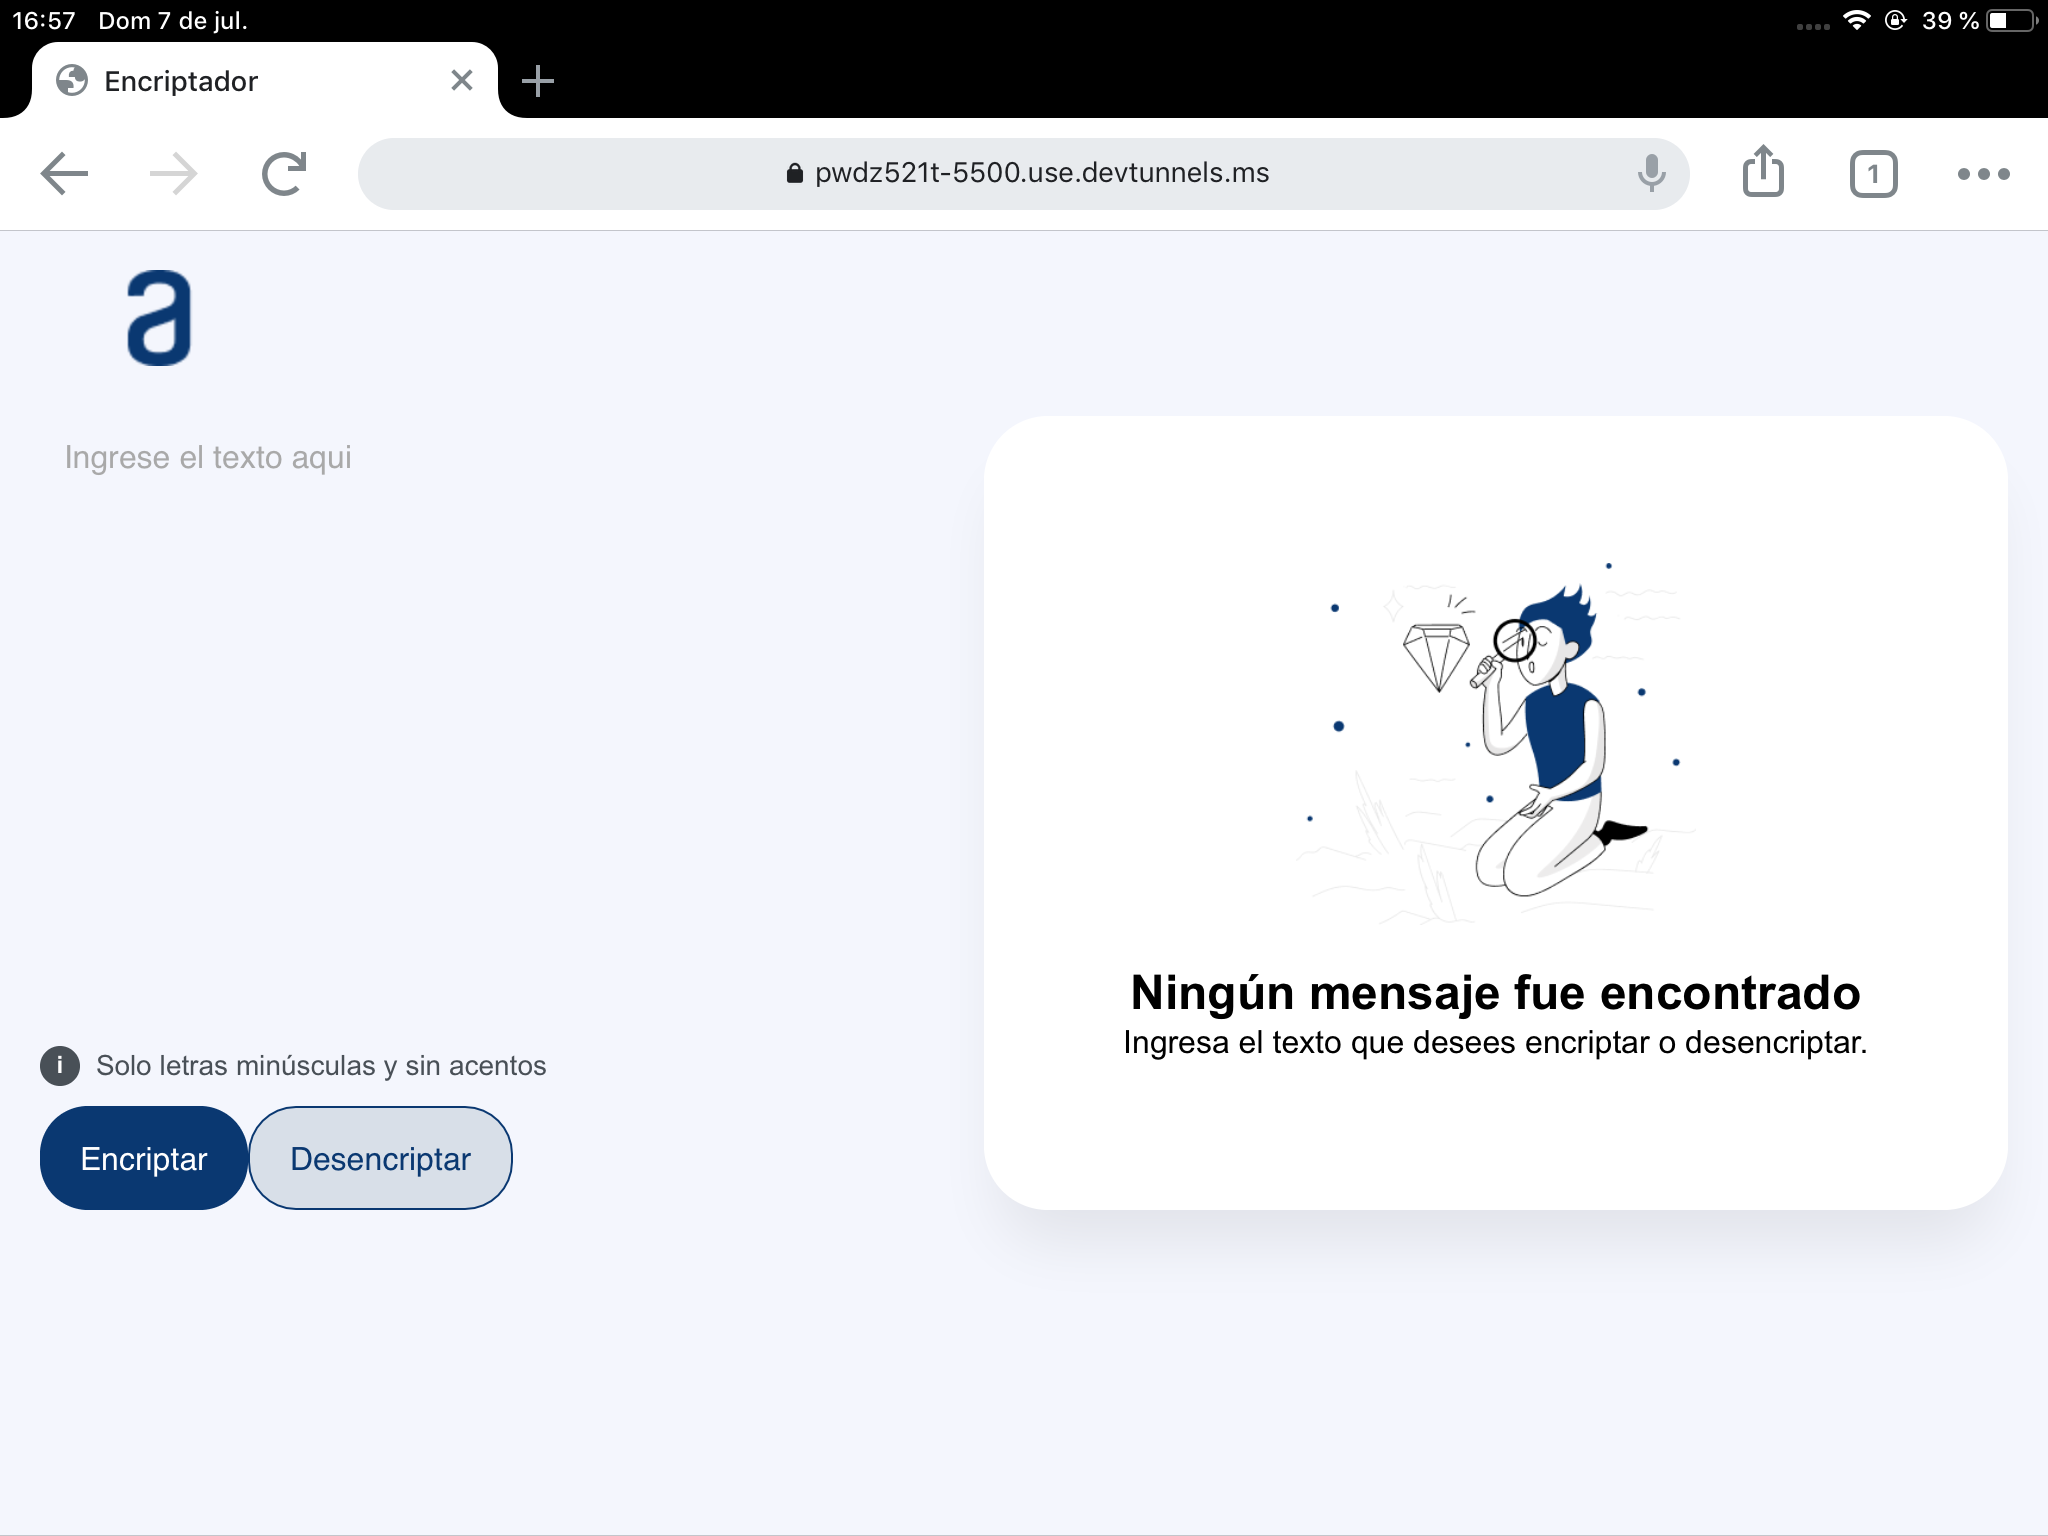 16:57 Dom 7 de jul.
39 %
Encriptador
pwdz521t-5500.use.devtunnels.ms
1
a
Ingrese el texto aqui
Ningún mensaje fue encontrado
Ingresa el texto que desees encriptar o desencriptar.
i Solo letras minúsculas y sin acentos
Encriptar Desencriptar